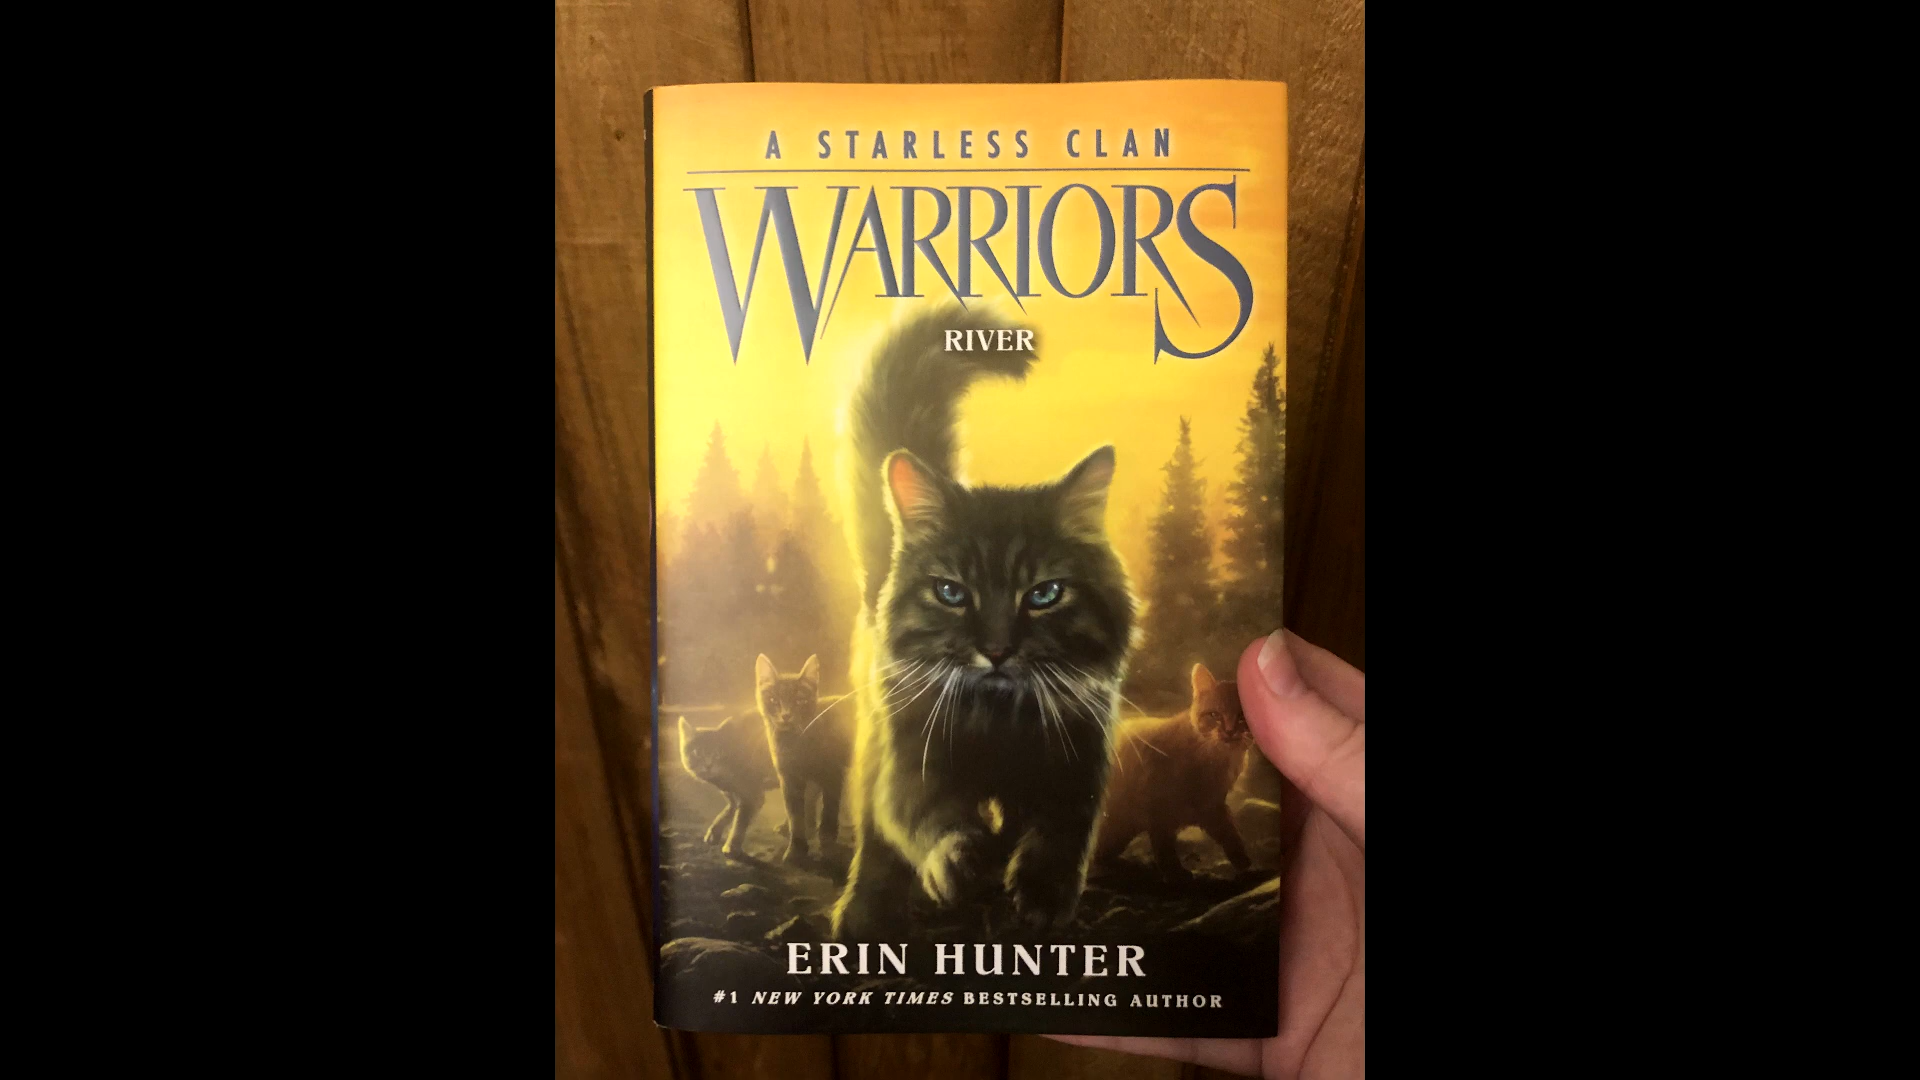 A STARLESS CLAN
WARRIORS
RIVER
ERIN HUNTER
#1 NEW YORK TIMES BESTSELLING AUTHOR